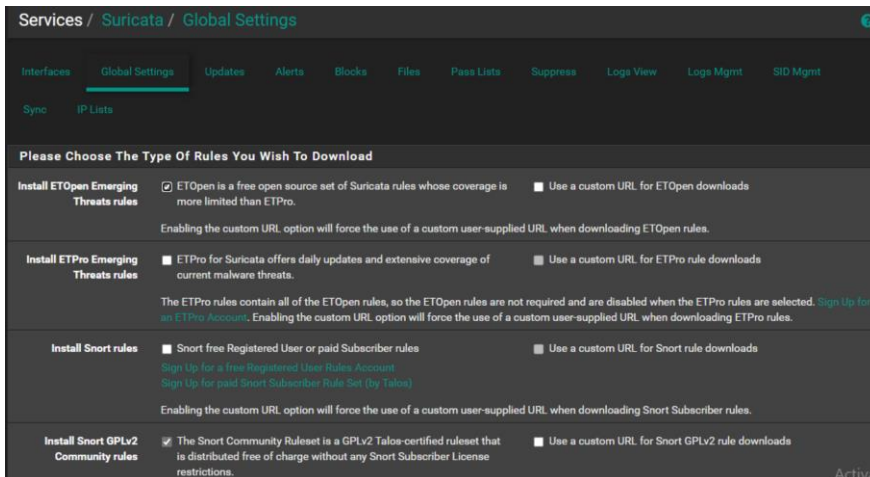 Services / Suricata / Global Settings
Interfaces Global Settings Updates Alerts Blocks Files Pass Lists Suppress Logs View Logs Mgmt SID Mgmt
Sync IP Lists
Please Choose The Type Of Rules You Wish To Download
Install ETOpen Emerging Threats rules
ETOpen is a free open source set of Suricata rules whose coverage is
more limited than ETPro.
Use a custom URL for ETOpen downloads
Enabling the custom URL option will force the use of a custom user-supplied URL when downloading ETOpen rules.
Install ETPro Emerging Threats rules
ETPro for Suricata offers daily updates and extensive coverage of
current malware threats.
Use a custom URL for ETPro rule downloads
The ETPro rules contain all of the ETOpen rules, so the ETOpen rules are not required and are disabled when the ETPro rules are selected. Sign Up for
an ETPro Account. Enabling the custom URL option will force the use of a custom user-supplied URL when downloading ETPro rules.
Install Snort rules
Snort free Registered User or paid Subscriber rules
Use a custom URL for Snort rule downloads
Sign Up for a free Registered User Rules Account
Sign Up for paid Snort Subscriber Rule Set (by Talos)
Enabling the custom URL option will force the use of a custom user-supplied URL when downloading Snort Subscriber rules.
Install Snort GPLv2 Community rules
The Snort Community Ruleset is a GPLv2 Talos-certified ruleset that
is distributed free of charge without any Snort Subscriber License
restrictions.
Use a custom URL for Snort GPLv2 rule downloads